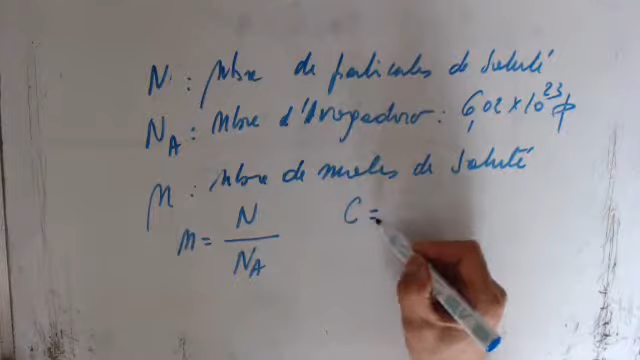 N : nbre de particules de soluté
N_A : nbre d'Avogadro : 6,02 x 10^23 p
n : nbre de moles de soluté
n = N / N_A
C =